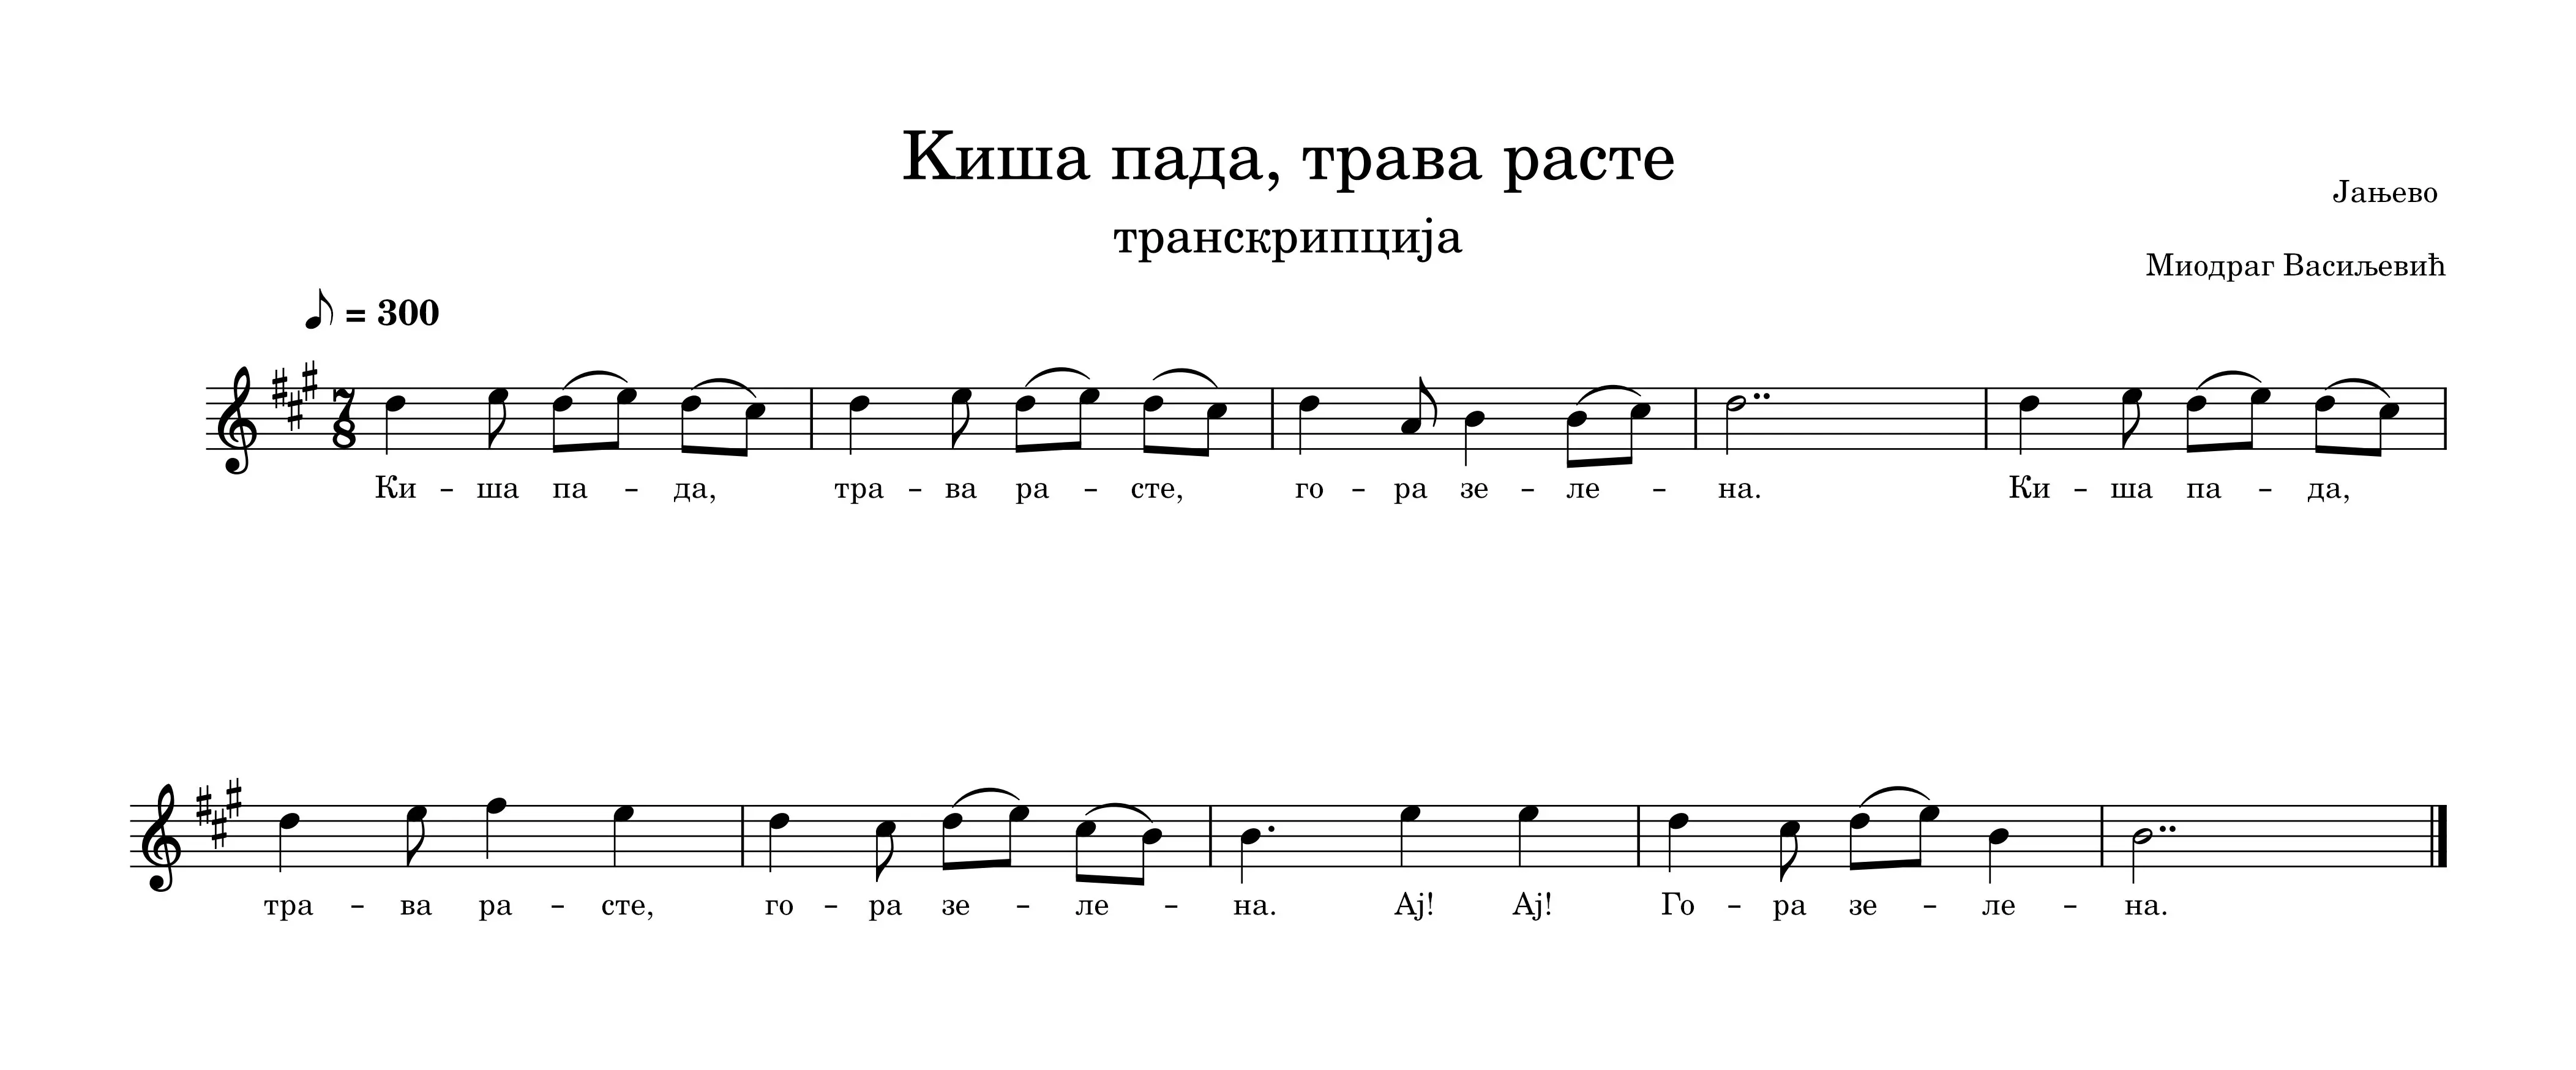 Киша пада, трава расте
Јањево
транскрипција
Миодраг Васиљевић
= 300
7
8
Ки – ша па – да, тра – ва ра – сте, го – ра зе – ле – на. Ки – ша па – да,
тра – ва ра – сте, го – ра зе – ле – на. Ај! Ај! Го – ра зе – ле – на.